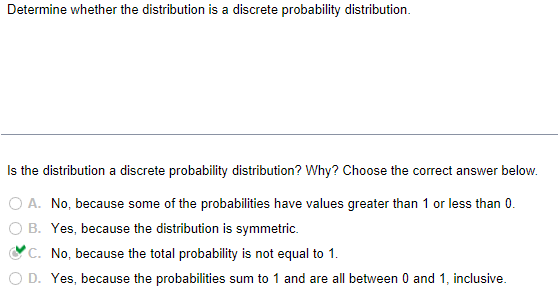 Determine whether the distribution is a discrete probability distribution.
Is the distribution a discrete probability distribution? Why? Choose the correct answer below.
A. No, because some of the probabilities have values greater than 1 or less than 0.
B. Yes, because the distribution is symmetric.
C. No, because the total probability is not equal to 1.
D. Yes, because the probabilities sum to 1 and are all between 0 and 1, inclusive.